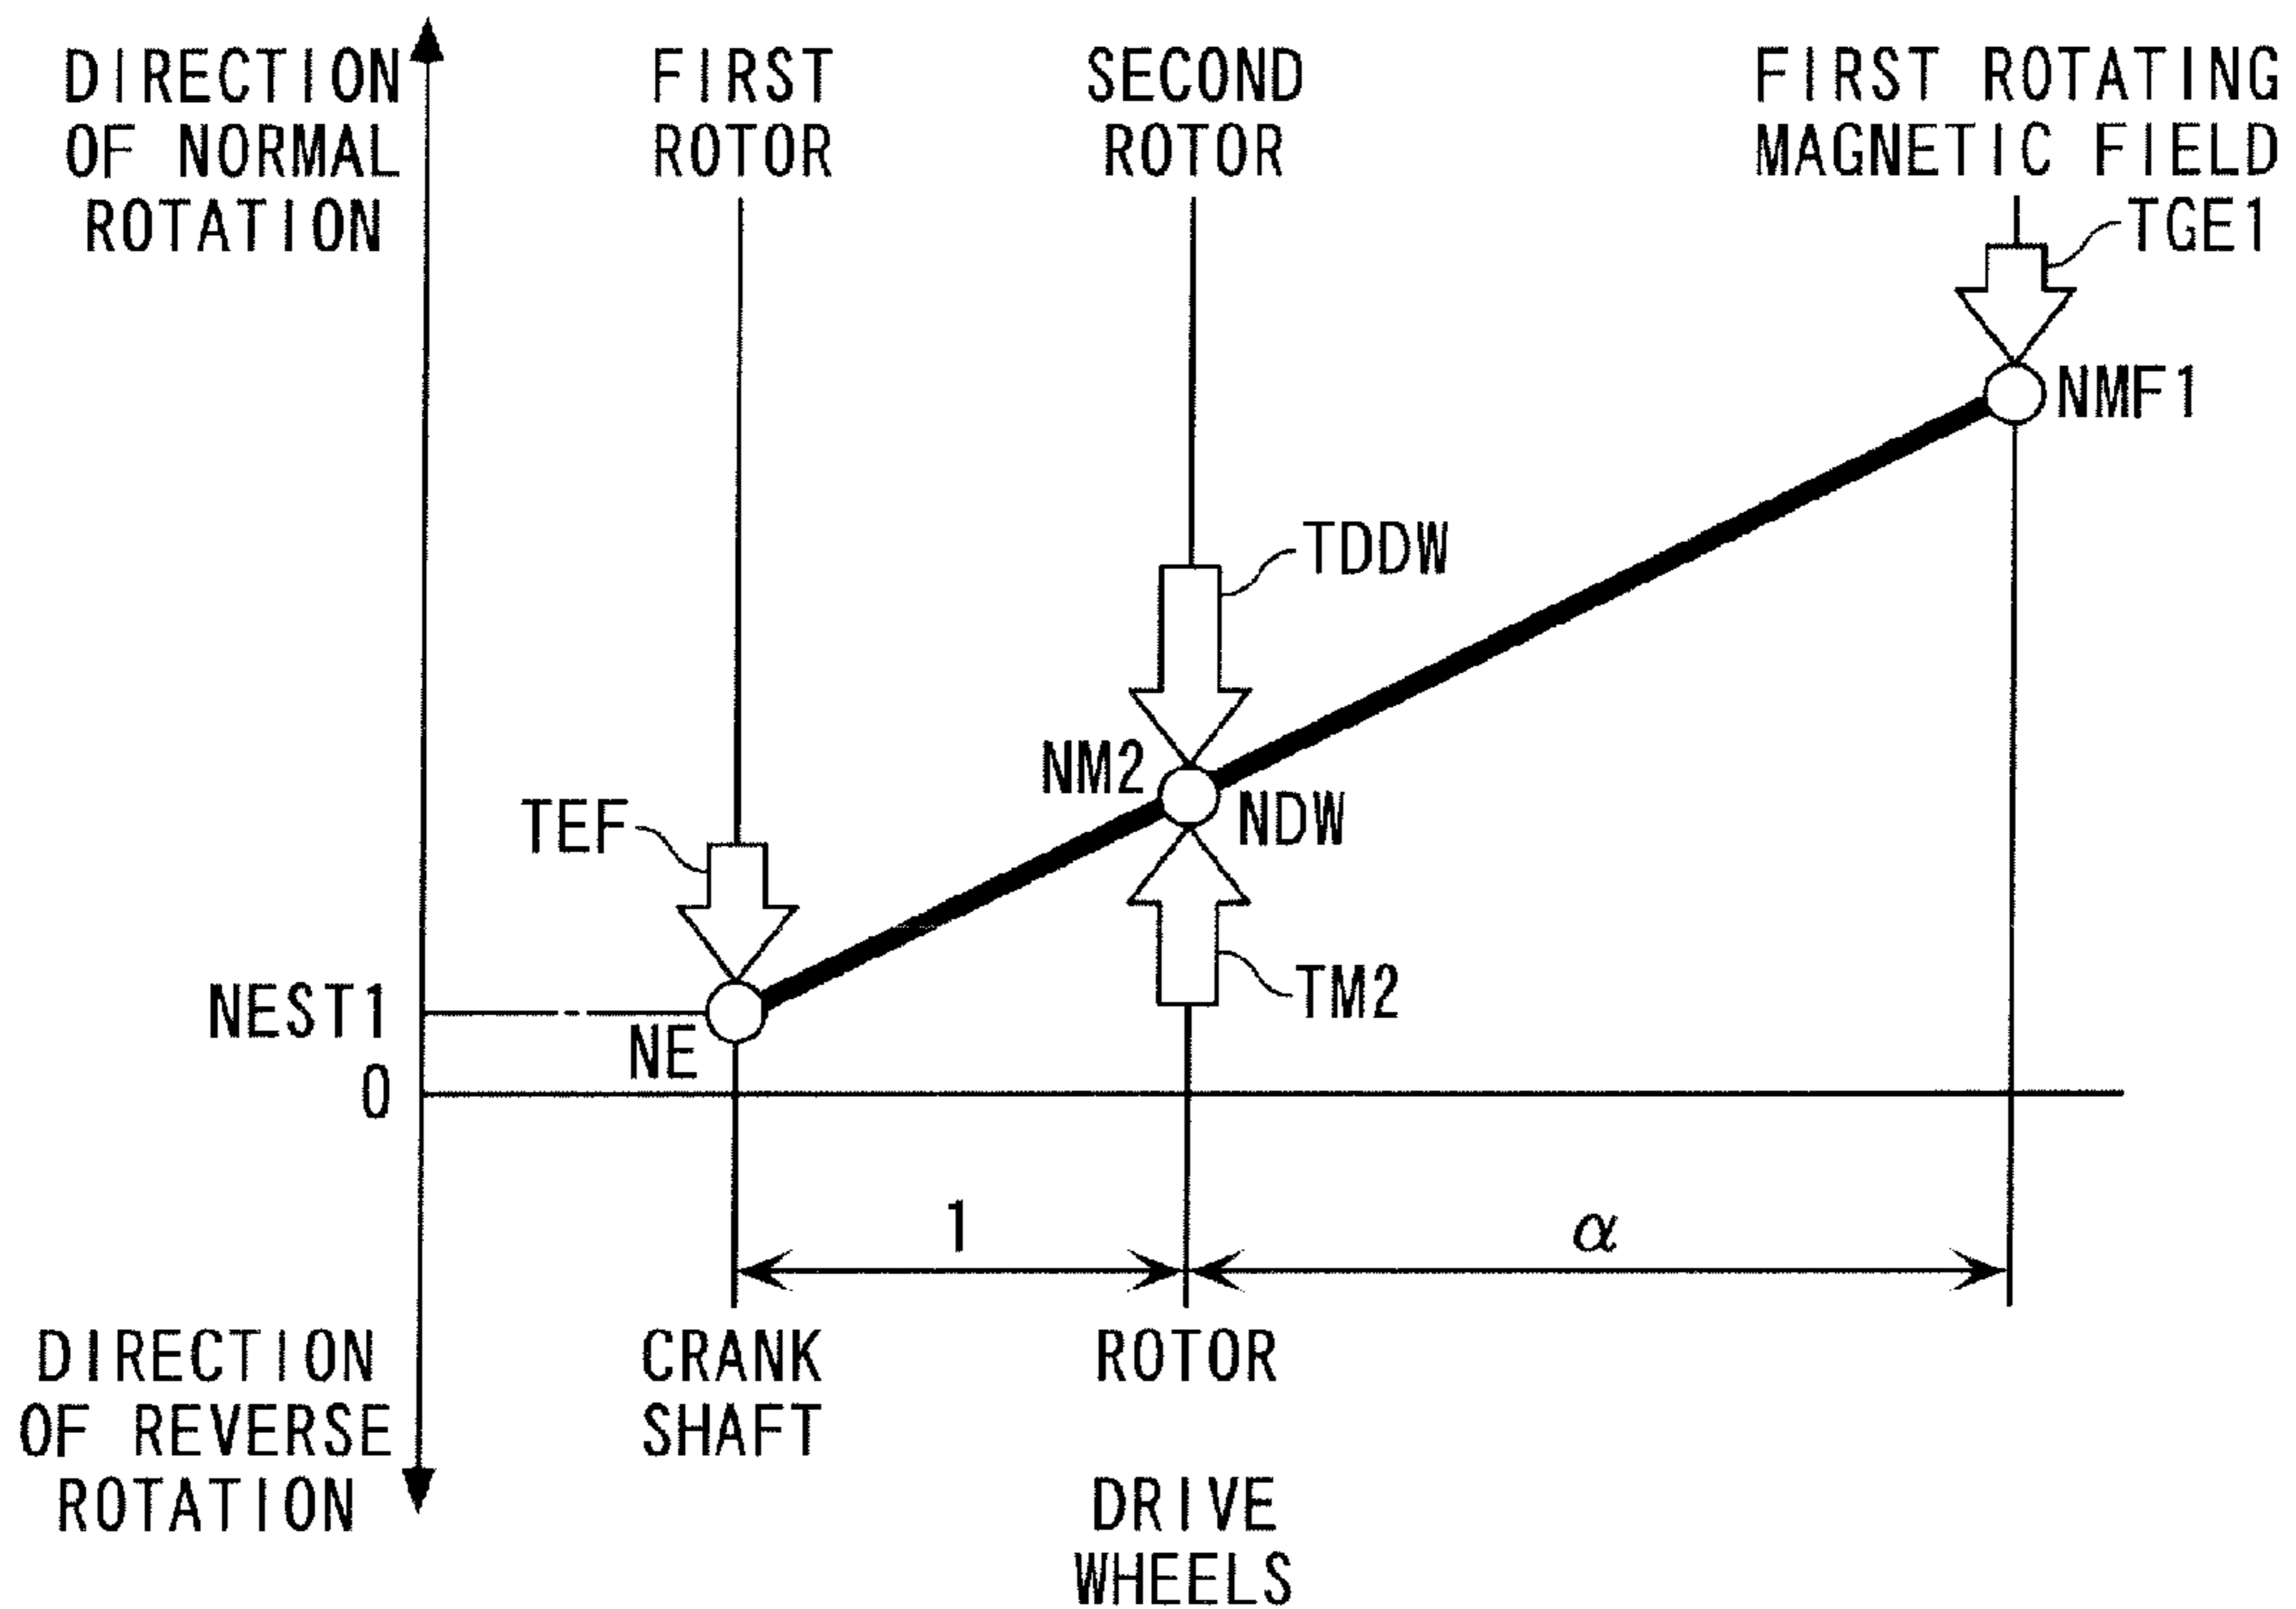 DIRECTION
OF NORMAL
ROTATION
FIRST
ROTOR
SECOND
ROTOR
FIRST ROTATING
MAGNETIC FIELD
TGE1
NMF1
TDDW
NM2
NDW
TEF
TM2
NEST1
NE
0
1
α
DIRECTION
OF REVERSE
ROTATION
CRANK
SHAFT
ROTOR
DRIVE
WHEELS